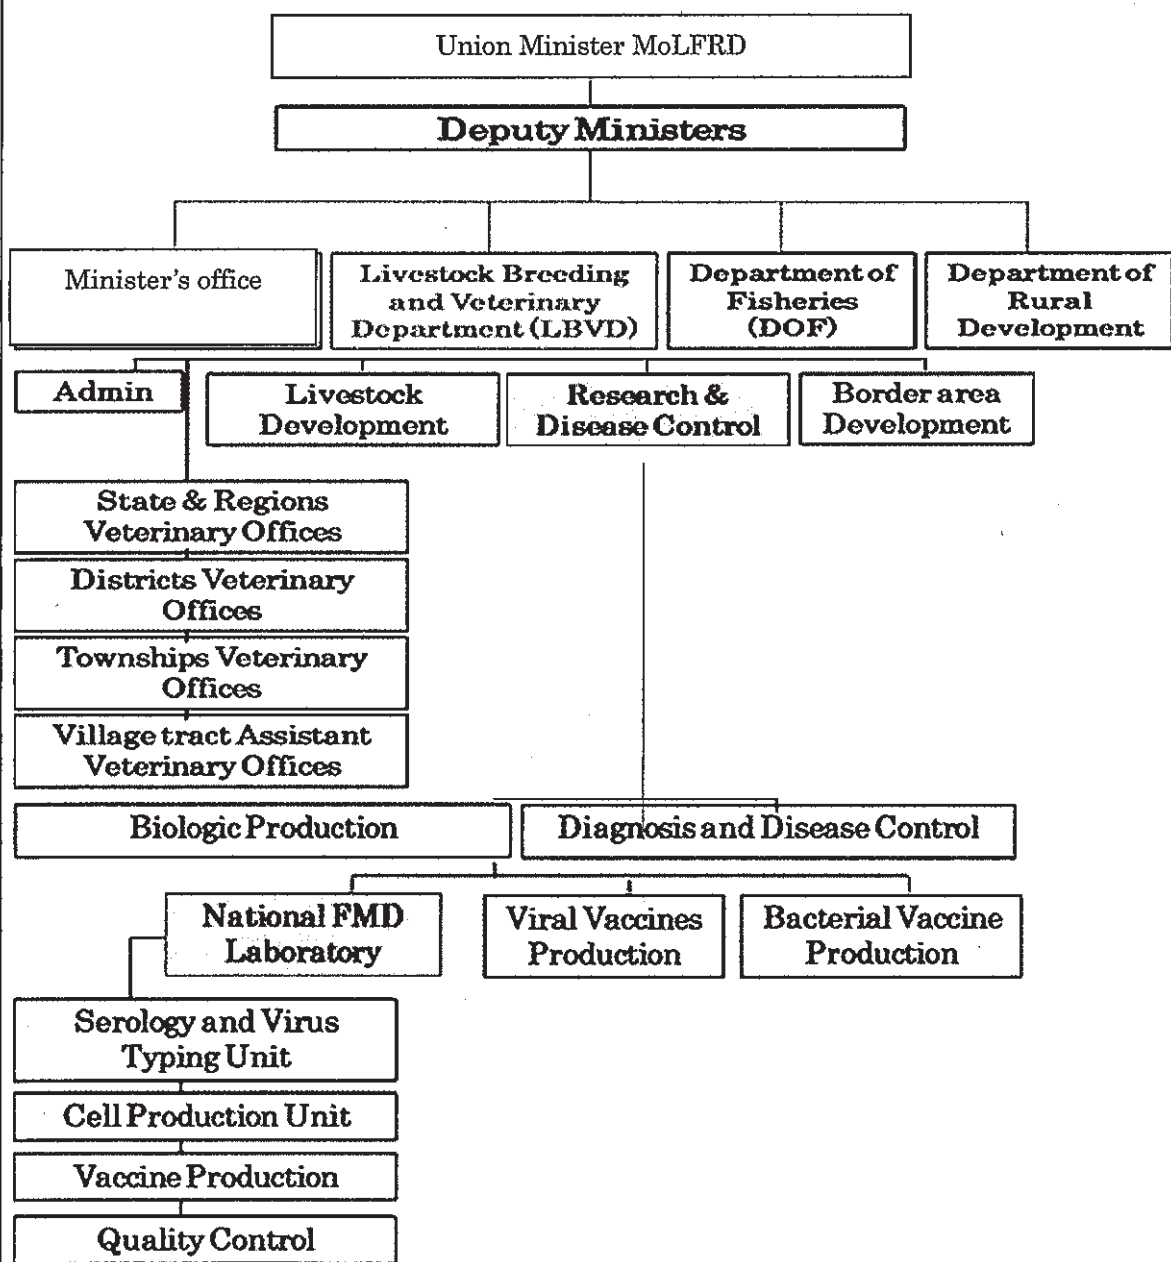 Union Minister MoLFRD
Deputy Ministers
Minister's office
Livestock Breeding
and Veterinary
Department (LBVD)
Department of
Fisheries
(DOF)
Department of
Rural
Development
Admin
Livestock
Development
Research &
Disease Control
Border area
Development
State & Regions
Veterinary Offices
Districts Veterinary
Offices
Townships Veterinary
Offices
Village tract Assistant
Veterinary Offices
Biologic Production
Diagnosis and Disease Control
National FMD
Laboratory
Viral Vaccines
Production
Bacterial Vaccine
Production
Serology and Virus
Typing Unit
Cell Production Unit
Vaccine Production
Quality Control